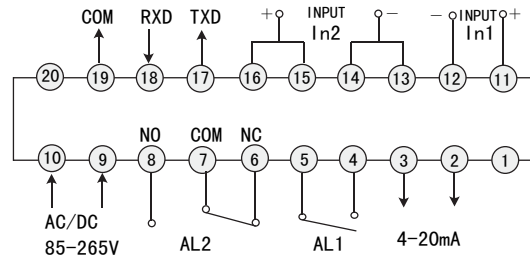 COM RXD TXD + INPUT In2 - - INPUT In1 +
20 19 18 17 16 15 14 13 12 11
NO COM NC
10 9 8 7 6 5 4 3 2 1
AC/DC
85-265V AL2 AL1 4-20mA